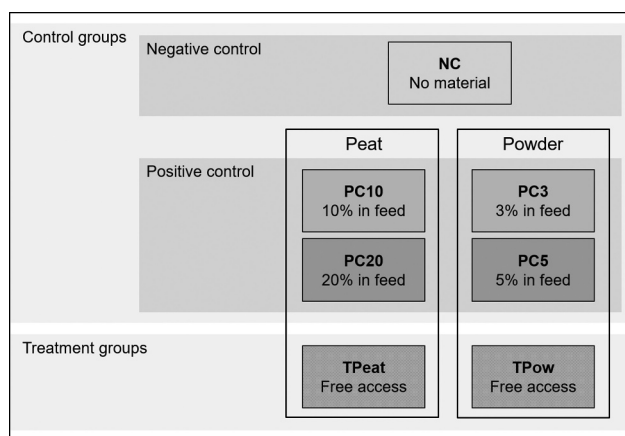 Control groups
Negative control
NC
No material
Peat
Powder
Positive control
PC10
10% in feed
PC3
3% in feed
PC20
20% in feed
PC5
5% in feed
Treatment groups
TPeat
Free access
TPow
Free access